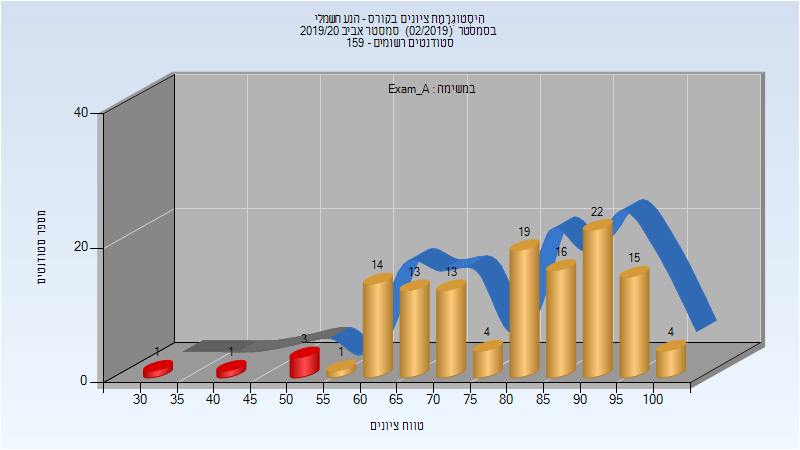 היסטוגרמת ציונים בקורס - הנע חשמלי
בסמסטר (02/2019) סמסטר אביב 2019/20
סטודנטים רשומים - 159
במשימה : Exam_A
מספר סטודנטים
40
20
0
1
1
3
1
14
13
13
4
19
16
22
15
4
30 35 40 45 50 55 60 65 70 75 80 85 90 95 100
טווח ציונים